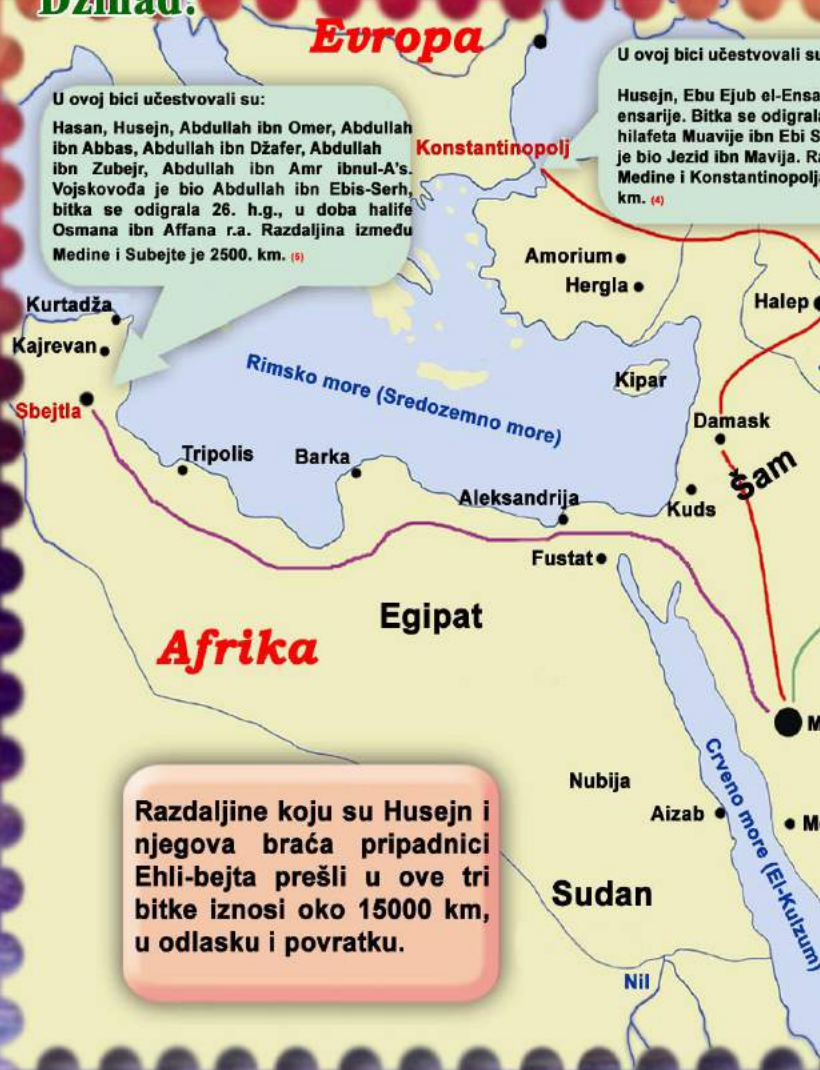 Džihad:
Evropa
U ovoj bici učestvovali su:
Hasan, Husejn, Abdullah ibn Omer, Abdullah
ibn Abbas, Abdullah ibn Džafer, Abdullah
ibn Zubejr, Abdullah ibn Amr ibnul-A's.
Vojskovođa je bio Abdullah ibn Ebis-Serh,
bitka se odigrala 26. h.g., u doba halife
Osmana ibn Affana r.a. Razdaljina između
Medine i Subejte je 2500. km. (5)
U ovoj bici učestvovali su
Husejn, Ebu Ejub el-Ensa
ensarije. Bitka se odigrala
hilafeta Muavije ibn Ebi S
je bio Jezid ibn Mavija. Ra
Medine i Konstantinopolja
km. (4)
Konstantinopolj
Amorium
Hergla
Halep
Kurtadža
Kajrevan
Sbejtla
Rimsko more (Sredozemno more)
Kipar
Damask
Šam
Tripolis
Barka
Aleksandrija
Kuds
Fustat
Egipat
Afrika
M
Crveno more (El-Kulzum)
Nubija
Aizab
Me
Razdaljine koju su Husejn i
njegova braća pripadnici
Ehli-bejta prešli u ove tri
bitke iznosi oko 15000 km,
u odlasku i povratku.
Sudan
Nil